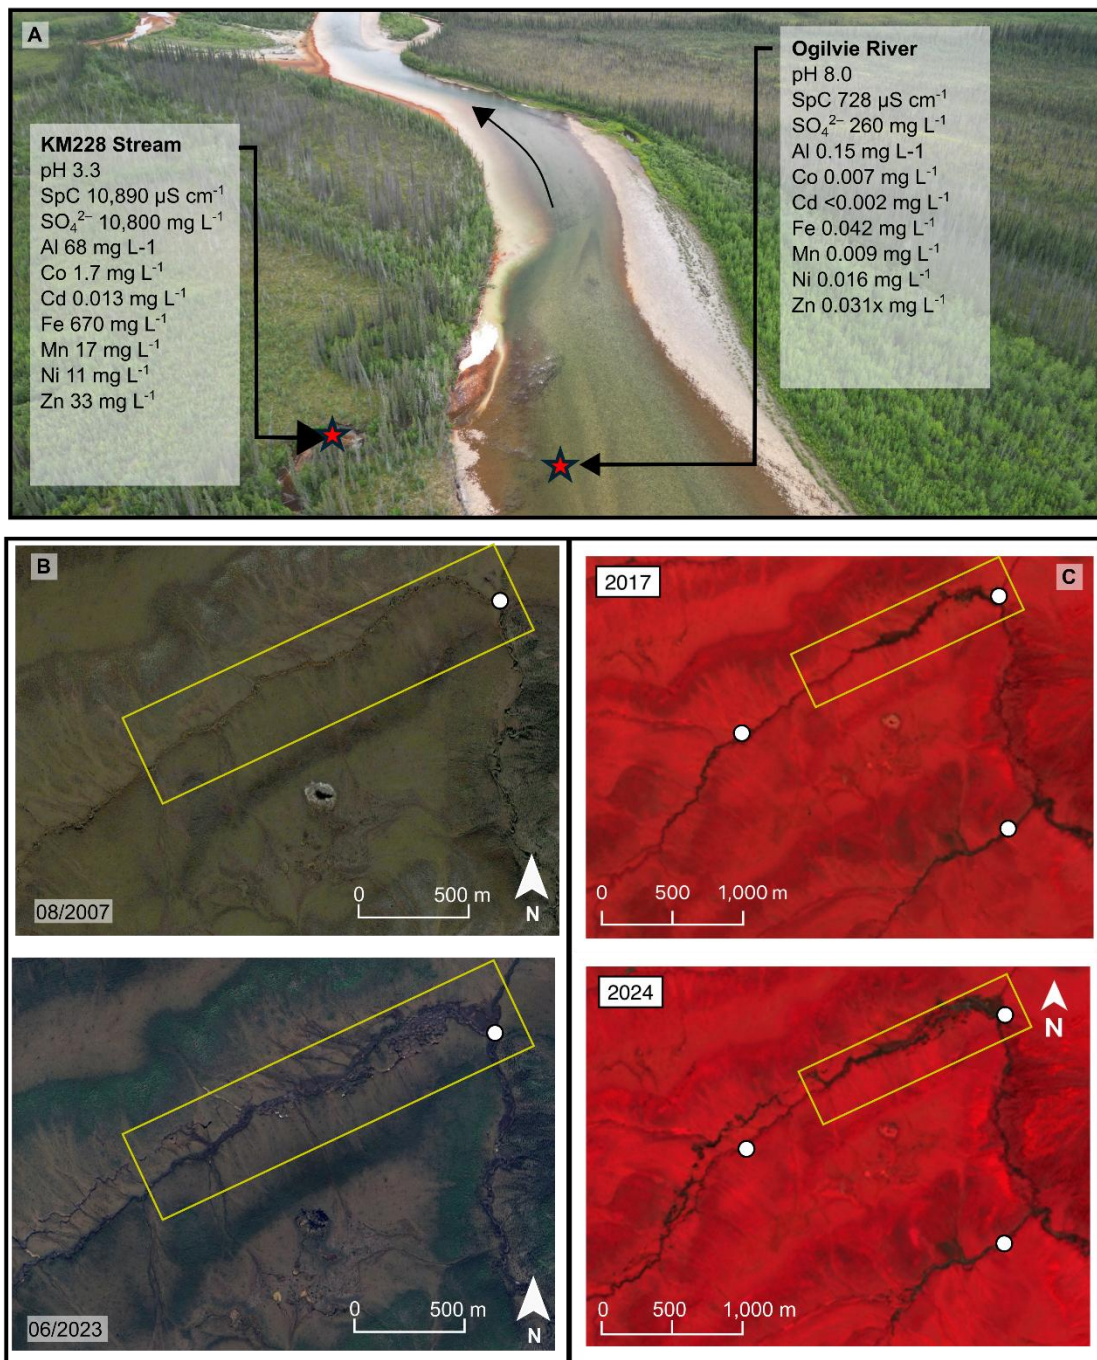 A
KM228 Stream
pH 3.3
SpC 10,890 µS cm⁻¹
SO₄²⁻ 10,800 mg L⁻¹
Al 68 mg L-1
Co 1.7 mg L⁻¹
Cd 0.013 mg L⁻¹
Fe 670 mg L⁻¹
Mn 17 mg L⁻¹
Ni 11 mg L⁻¹
Zn 33 mg L⁻¹
Ogilvie River
pH 8.0
SpC 728 µS cm⁻¹
SO₄²⁻ 260 mg L⁻¹
Al 0.15 mg L-1
Co 0.007 mg L⁻¹
Cd <0.002 mg L⁻¹
Fe 0.042 mg L⁻¹
Mn 0.009 mg L⁻¹
Ni 0.016 mg L⁻¹
Zn 0.031x mg L⁻¹
B
0 500 m
N
08/2007
0 500 m
N
06/2023
2017
C
0 500 1,000 m
2024
N
0 500 1,000 m